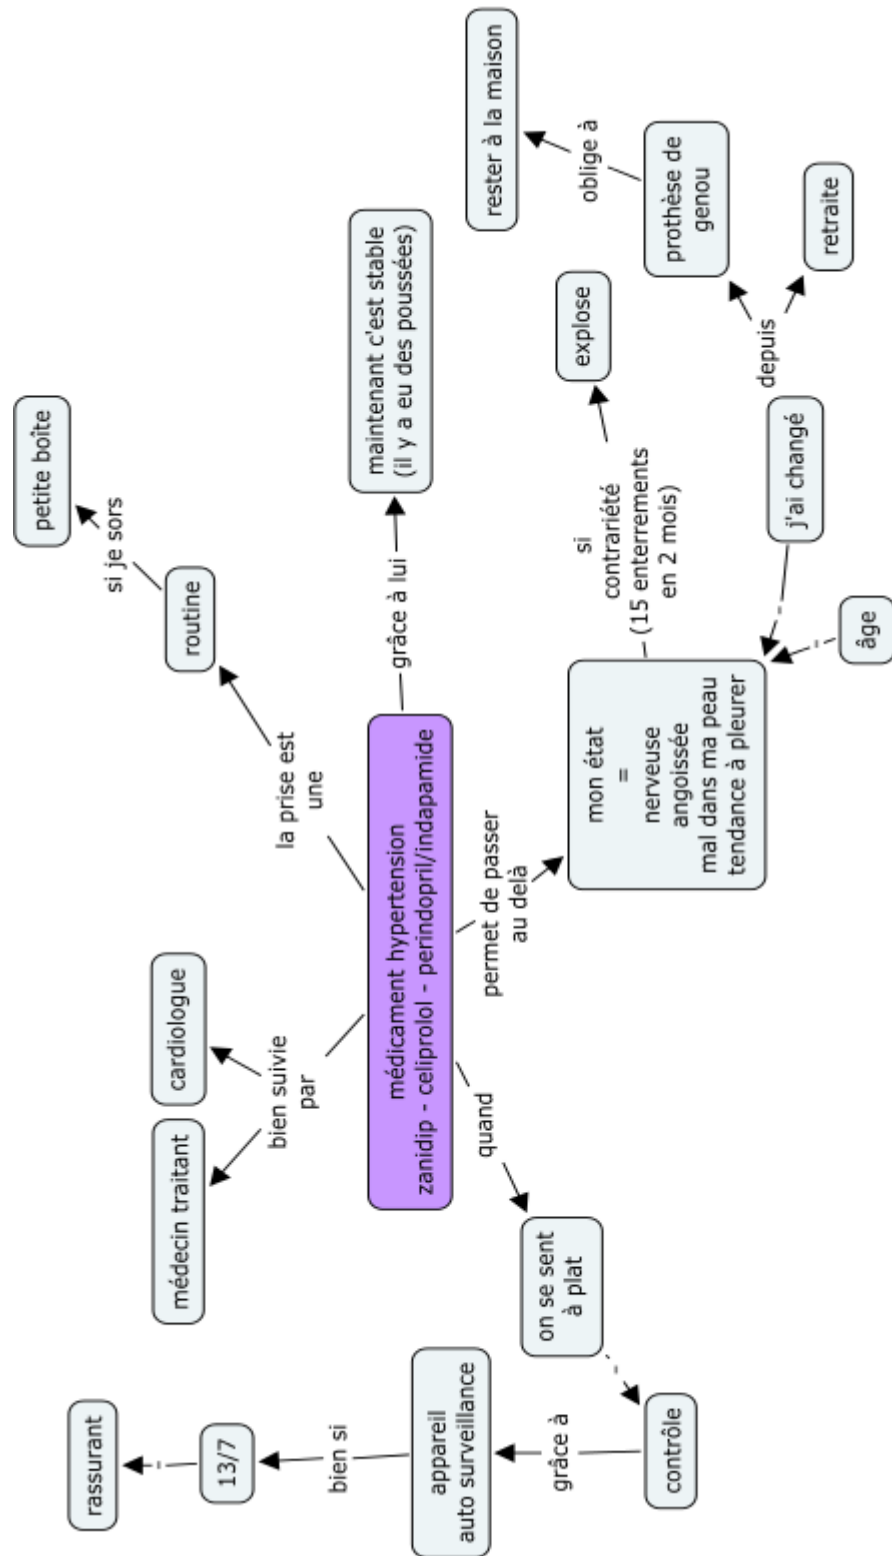 rassurant
13/7
bien si
appareil
auto surveillance
grâce à
contrôle
on se sent
à plat
quand
médecin traitant
cardiologue
bien suivie
par
médicament hypertension
zanidip - celiprolol - perindopril/indapamide
la prise est
une
routine
si je sors
petite boîte
grâce à lui
maintenant c'est stable
(il y a eu des poussées)
permet de passer
au delà
mon état
=
nerveuse
angoissée
mal dans ma peau
tendance à pleurer
si
contrariété
(15 enterrements
en 2 mois)
explose
âge
j'ai changé
depuis
prothèse de
genou
retraite
oblige à
rester à la maison